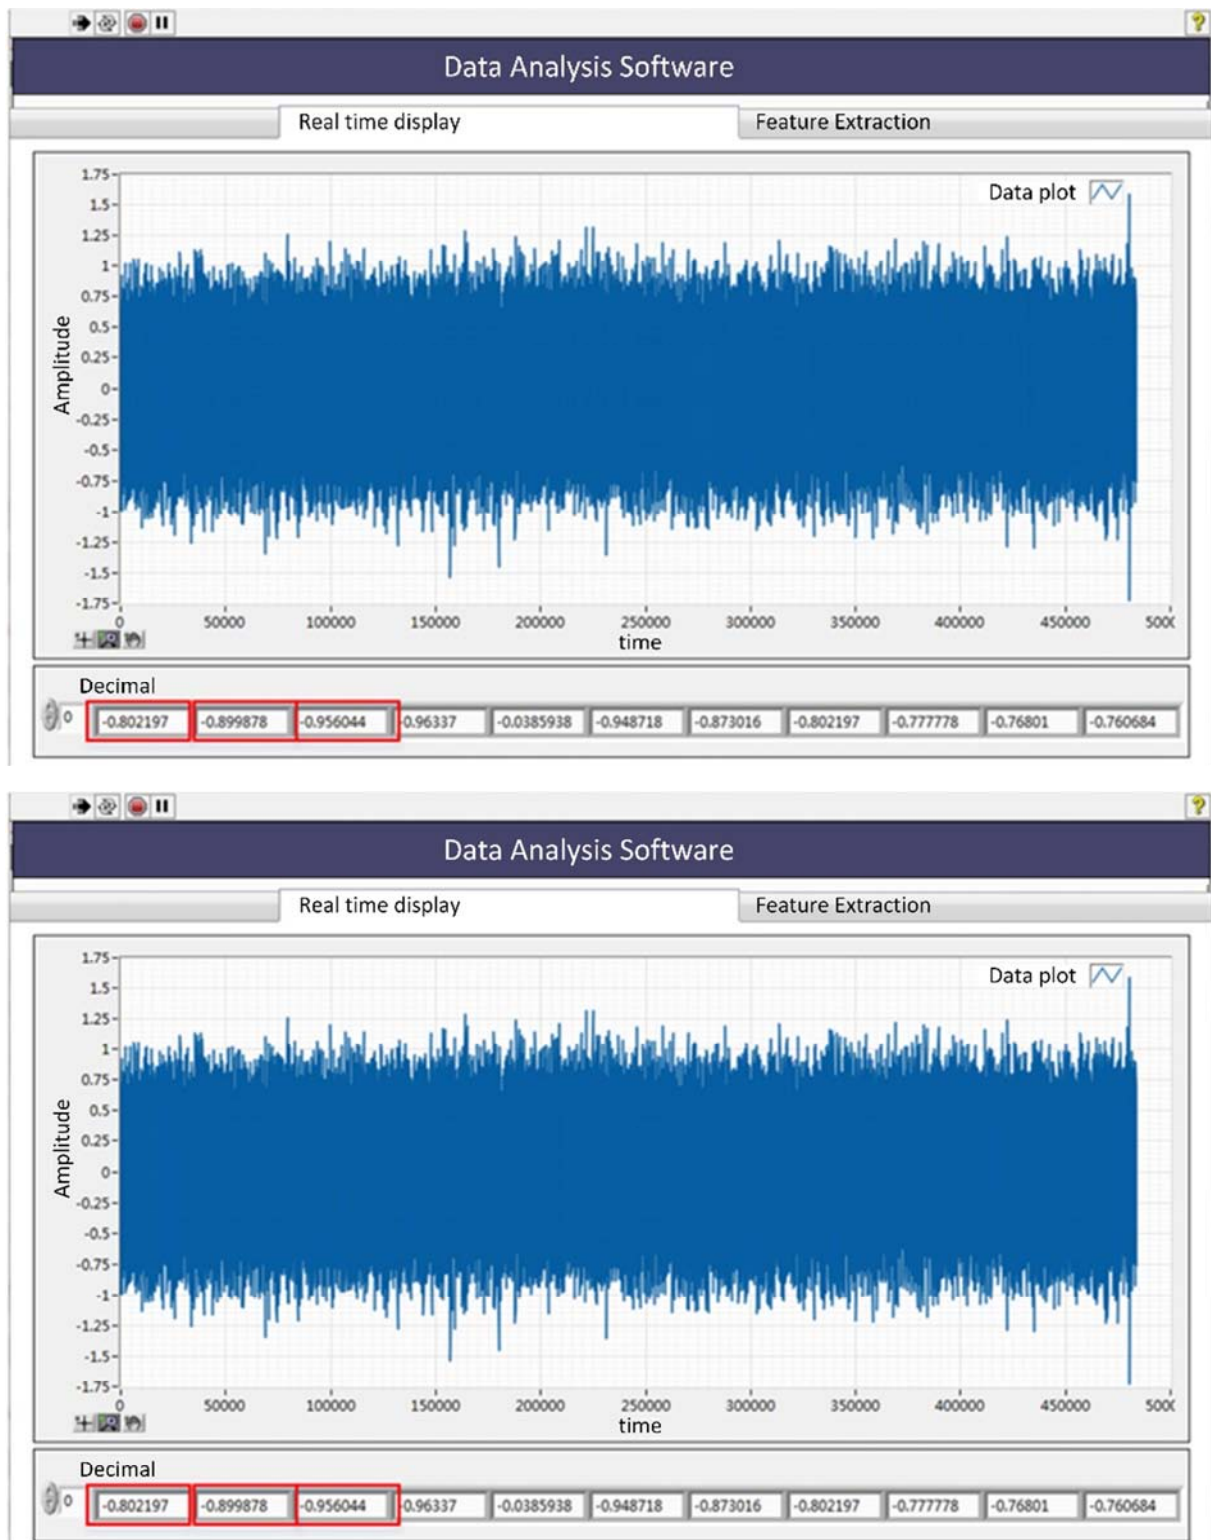 ?
Data Analysis Software
Real time display Feature Extraction
1.75
Data plot
1.5
1.25
1
0.75
0.5
0.25
0
-0.25
-0.5
-0.75
-1
-1.25
-1.5
-1.75
Amplitude
0 50000 100000 150000 200000 250000 300000 350000 400000 450000 5000
time
Decimal
0 -0.802197 -0.899878 -0.956044 -0.96337 -0.0385938 -0.948718 -0.873016 -0.802197 -0.777778 -0.76801 -0.760684
?
Data Analysis Software
Real time display Feature Extraction
1.75
Data plot
1.5
1.25
1
0.75
0.5
0.25
0
-0.25
-0.5
-0.75
-1
-1.25
-1.5
-1.75
Amplitude
0 50000 100000 150000 200000 250000 300000 350000 400000 450000 5000
time
Decimal
0 -0.802197 -0.899878 -0.956044 -0.96337 -0.0385938 -0.948718 -0.873016 -0.802197 -0.777778 -0.76801 -0.760684